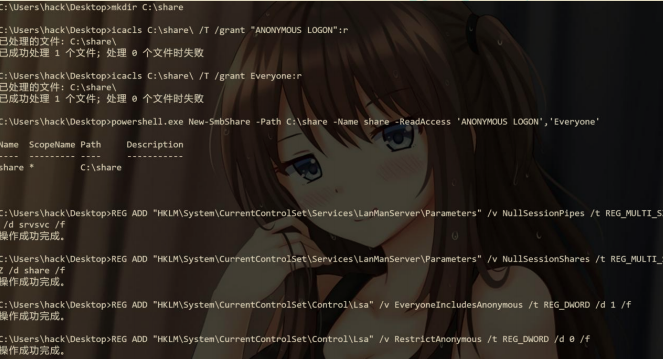 C:\Users\hack\Desktop>mkdir C:\share
C:\Users\hack\Desktop>icacls C:\share\ /T /grant "ANONYMOUS LOGON":r
已处理的文件: C:\share\
已成功处理 1 个文件; 处理 0 个文件时失败
C:\Users\hack\Desktop>icacls C:\share\ /T /grant Everyone:r
已处理的文件: C:\share\
已成功处理 1 个文件; 处理 0 个文件时失败
C:\Users\hack\Desktop>powershell.exe New-SmbShare -Path C:\share -Name share -ReadAccess 'ANONYMOUS LOGON','Everyone'
Name ScopeName Path Description
---- --------- ---- -----------
share * C:\share
C:\Users\hack\Desktop>REG ADD "HKLM\System\CurrentControlSet\Services\LanManServer\Parameters" /v NullSessionPipes /t REG_MULTI_S
/d srvsvc /f
操作成功完成。
C:\Users\hack\Desktop>REG ADD "HKLM\System\CurrentControlSet\Services\LanManServer\Parameters" /v NullSessionShares /t REG_MULTI_
Z /d share /f
操作成功完成。
C:\Users\hack\Desktop>REG ADD "HKLM\System\CurrentControlSet\Control\Lsa" /v EveryoneIncludesAnonymous /t REG_DWORD /d 1 /f
操作成功完成。
C:\Users\hack\Desktop>REG ADD "HKLM\System\CurrentControlSet\Control\Lsa" /v RestrictAnonymous /t REG_DWORD /d 0 /f
操作成功完成。